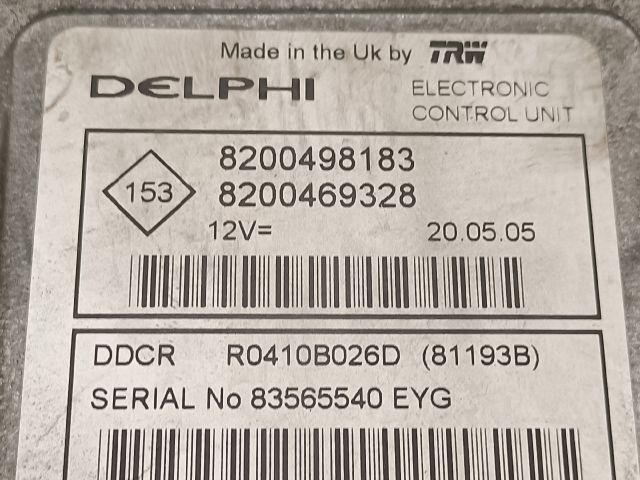 Made in the Uk by TRW
DELPHI ELECTRONIC
CONTROL UNIT
153
8200498183
8200469328
12V= 20.05.05
DDCR R0410B026D (81193B)
SERIAL No 83565540 EYG